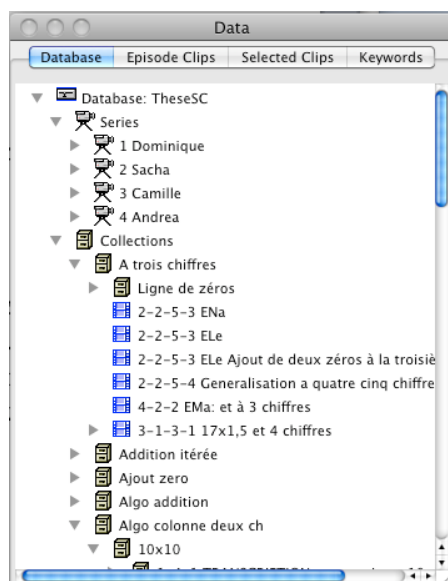 Data
Database Episode Clips Selected Clips Keywords
Database: TheseSC
Series
1 Dominique
2 Sacha
3 Camille
4 Andrea
Collections
A trois chiffres
Ligne de zéros
2-2-5-3 ENa
2-2-5-3 ELe
2-2-5-3 ELe Ajout de deux zéros à la troisiè
2-2-5-4 Generalisation a quatre cinq chiffre
4-2-2 EMa: et à 3 chiffres
3-1-3-1 17x1,5 et 4 chiffres
Addition itérée
Ajout zero
Algo addition
Algo colonne deux ch
10x10